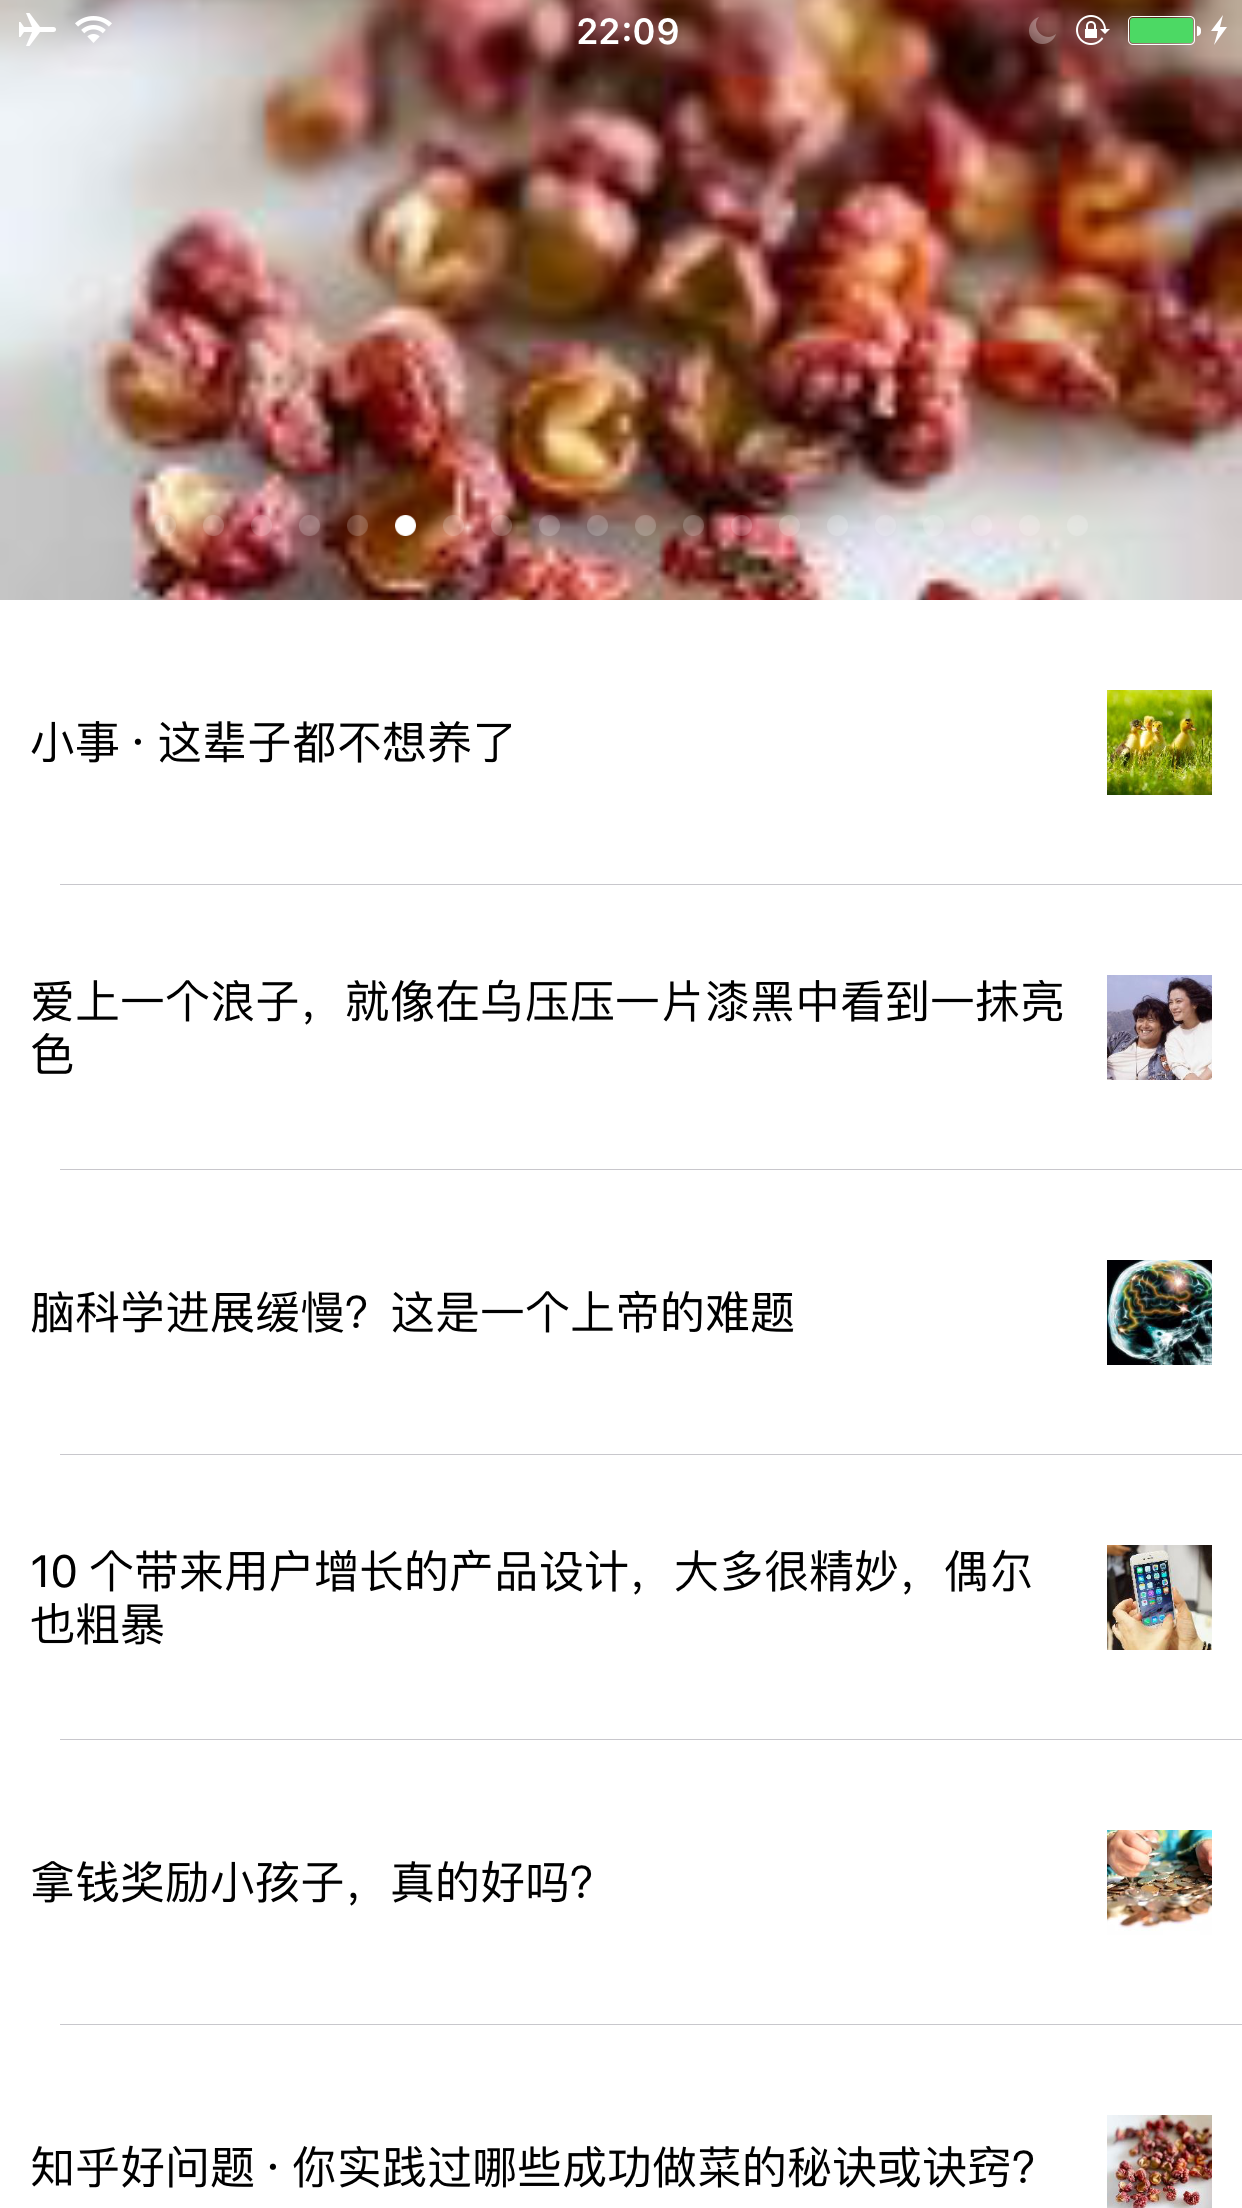 22:09
小事 · 这辈子都不想养了
爱上一个浪子，就像在乌压压一片漆黑中看到一抹亮
色
脑科学进展缓慢？这是一个上帝的难题
10 个带来用户增长的产品设计，大多很精妙，偶尔
也粗暴
拿钱奖励小孩子，真的好吗？
知乎好问题 · 你实践过哪些成功做菜的秘诀或诀窍？